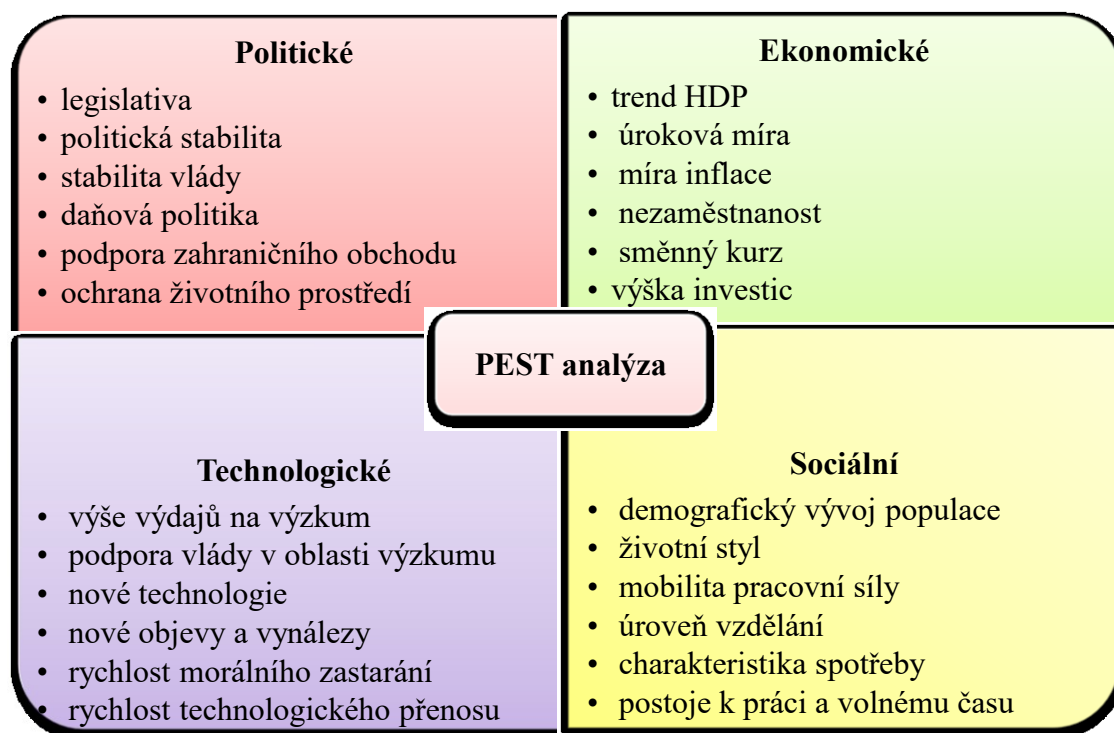 Politické
• legislativa
• politická stabilita
• stabilita vlády
• daňová politika
• podpora zahraničního obchodu
• ochrana životního prostředí
Ekonomické
• trend HDP
• úroková míra
• míra inflace
• nezaměstnanost
• směnný kurz
• výška investic
PEST analýza
Technologické
• výše výdajů na výzkum
• podpora vlády v oblasti výzkumu
• nové technologie
• nové objevy a vynálezy
• rychlost morálního zastarání
• rychlost technologického přenosu
Sociální
• demografický vývoj populace
• životní styl
• mobilita pracovní síly
• úroveň vzdělání
• charakteristika spotřeby
• postoje k práci a volnému času